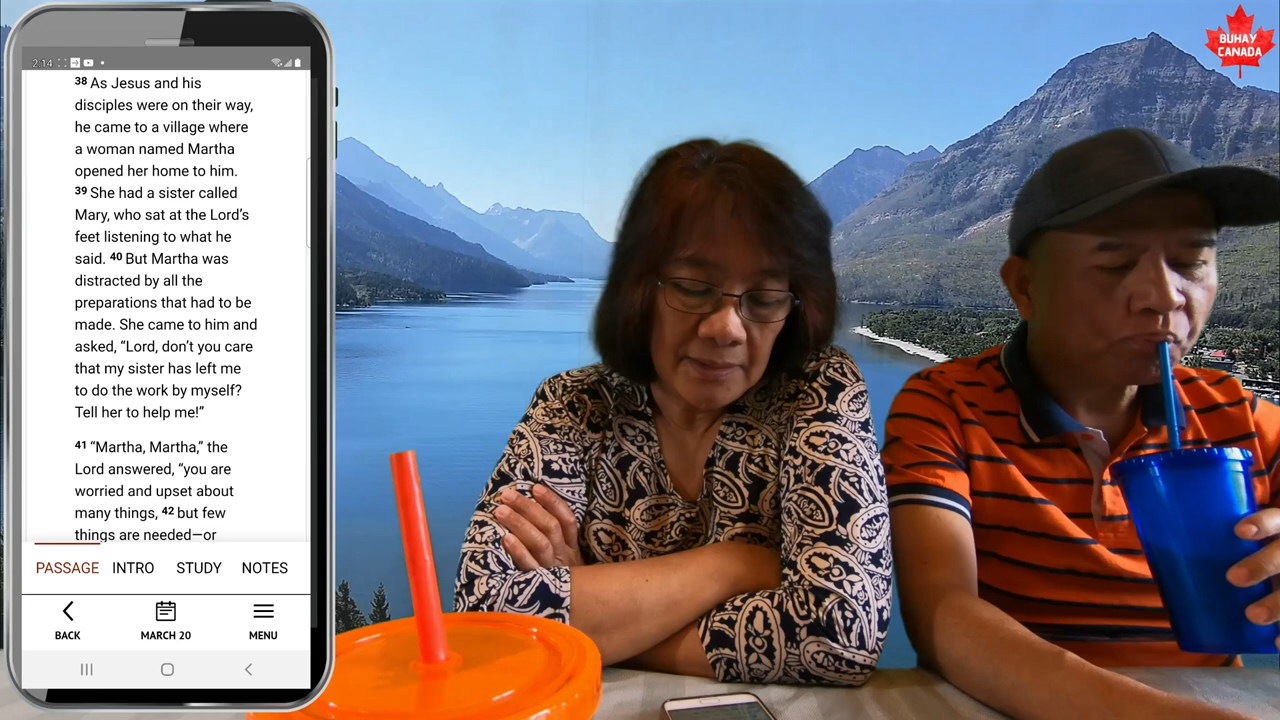 2:14
38 As Jesus and his
disciples were on their way,
he came to a village where
a woman named Martha
opened her home to him.
39 She had a sister called
Mary, who sat at the Lord’s
feet listening to what he
said. 40 But Martha was
distracted by all the
preparations that had to be
made. She came to him and
asked, “Lord, don’t you care
that my sister has left me
to do the work by myself?
Tell her to help me!”
41 “Martha, Martha,” the
Lord answered, “you are
worried and upset about
many things, 42 but few
things are needed—or
PASSAGE INTRO STUDY NOTES
BACK MARCH 20 MENU
BUHAY
CANADA